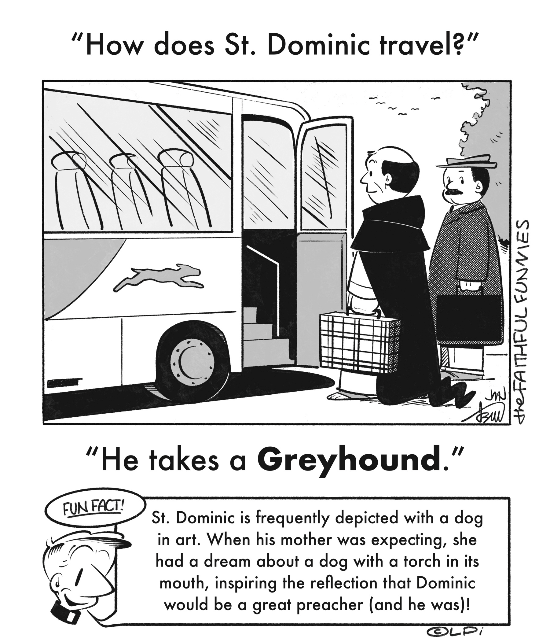 “How does St. Dominic travel?”
the FAITHFUL FUNNIES
“He takes a Greyhound.”
FUN FACT!
St. Dominic is frequently depicted with a dog
in art. When his mother was expecting, she
had a dream about a dog with a torch in its
mouth, inspiring the reflection that Dominic
would be a great preacher (and he was)!
©LPi